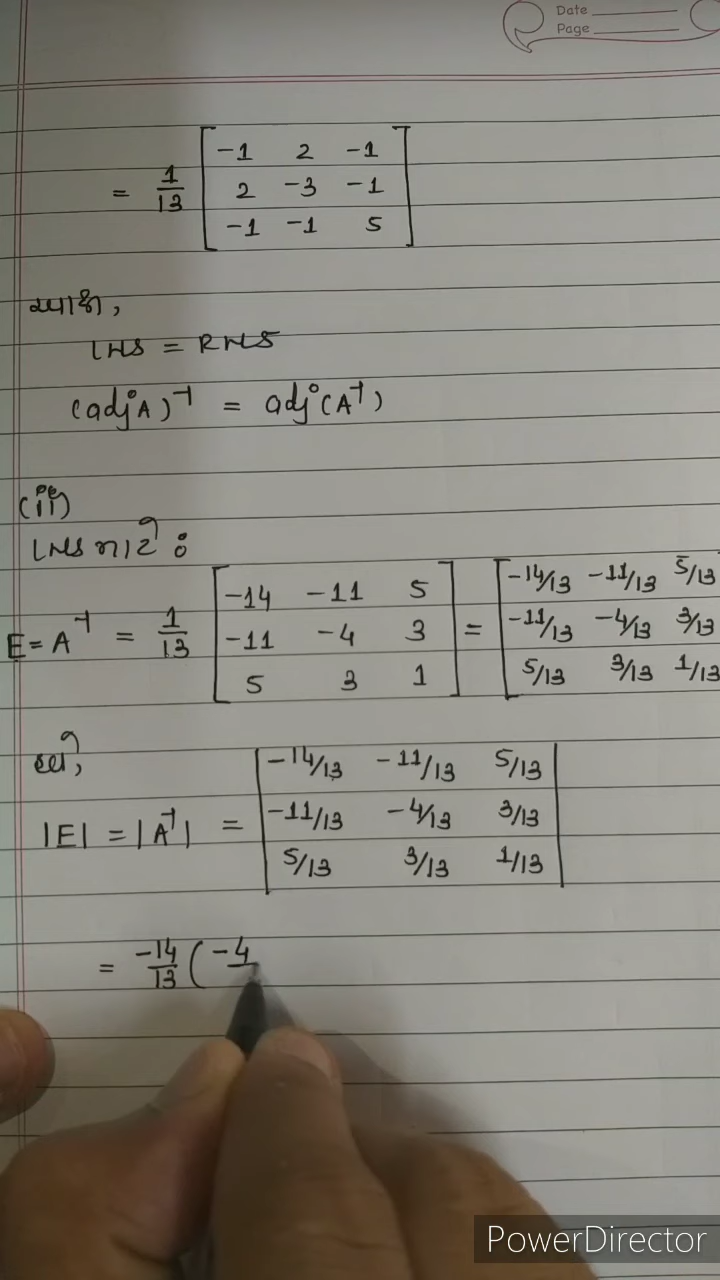 Date
Page
= 1/13 [ -1 2 -1
2 -3 -1
-1 -1 5 ]
LHS = RHS
(adj A)⁻¹ = adj (A⁻¹)
(ii)
LHS માટે :
E = A⁻¹ = 1/13 [ -14 -11 5
-11 -4 3
5 3 1 ] = [ -14/13 -11/13 5/13
-11/13 -4/13 3/13
5/13 3/13 1/13
હવે,
|E| = |A⁻¹| = | -14/13 -11/13 5/13
-11/13 -4/13 3/13
5/13 3/13 1/13 |
= -14/13 ( -4
PowerDirector